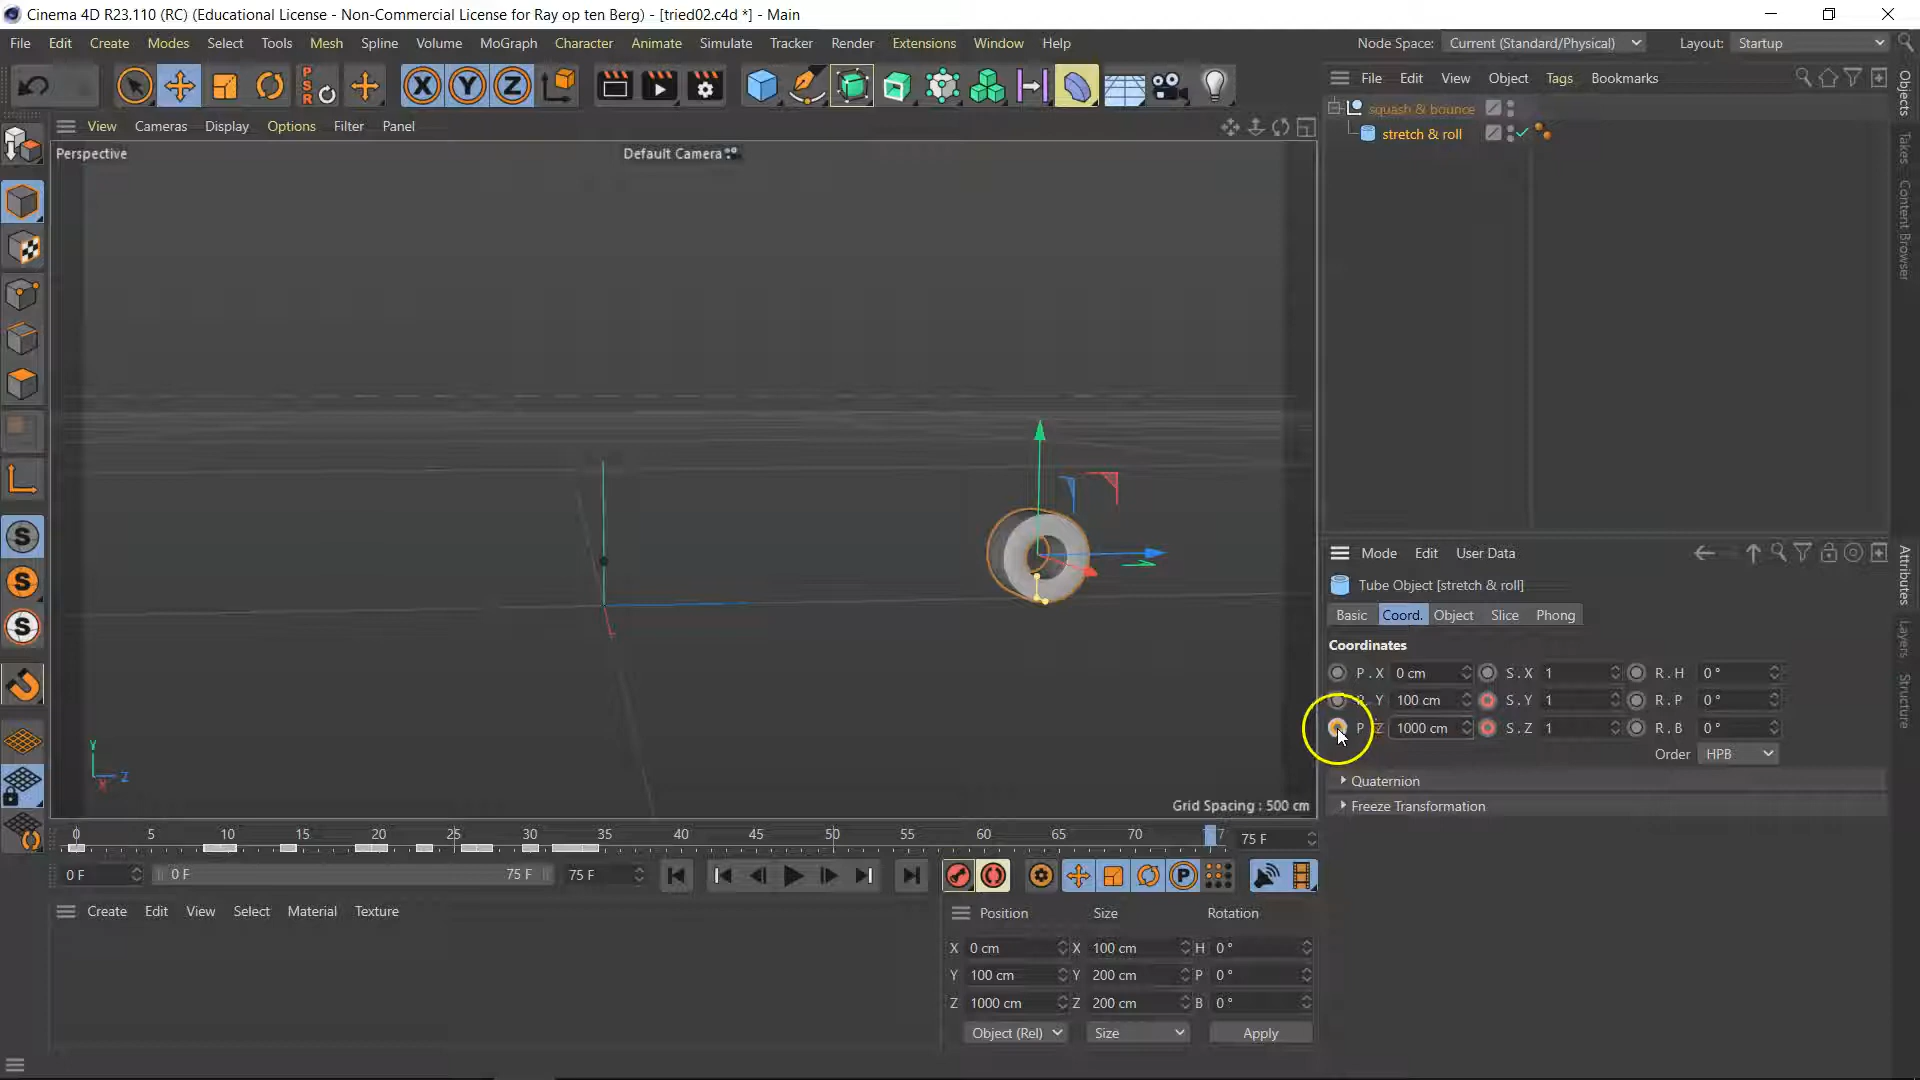 Cinema 4D R23.110 (RC) (Educational License - Non-Commercial License for Ray op ten Berg) - [tried02.c4d *] - Main
File Edit Create Modes Select Tools Mesh Spline Volume MoGraph Character Animate Simulate Tracker Render Extensions Window Help Node Space: Current (Standard/Physical) Layout: Startup
PSR X Y Z
File Edit View Object Tags Bookmarks
View Cameras Display Options Filter Panel
Perspective Default Camera
squash & bounce
stretch & roll
Objects
Takes
Content Browser
S
S
S
Y
Z
X
Grid Spacing : 500 cm
Mode Edit User Data
Tube Object [stretch & roll]
Basic Coord. Object Slice Phong
Coordinates
P . X 0 cm S . X 1 R . H 0 °
P . Y 100 cm S . Y 1 R . P 0 °
P . Z 1000 cm S . Z 1 R . B 0 °
Order HPB
Quaternion
Freeze Transformation
Attributes
Layers
Structure
0 5 10 15 20 25 30 35 40 45 50 55 60 65 70 7 75 F
0 F 0 F 75 F 75 F P
Create Edit View Select Material Texture
Position Size Rotation
X 0 cm X 100 cm H 0 °
Y 100 cm Y 200 cm P 0 °
Z 1000 cm Z 200 cm B 0 °
Object (Rel) Size Apply